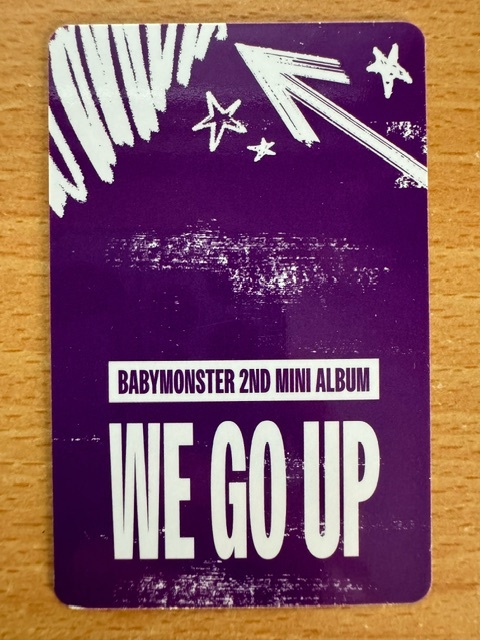 BABYMONSTER 2ND MINI ALBUM
WE GO UP